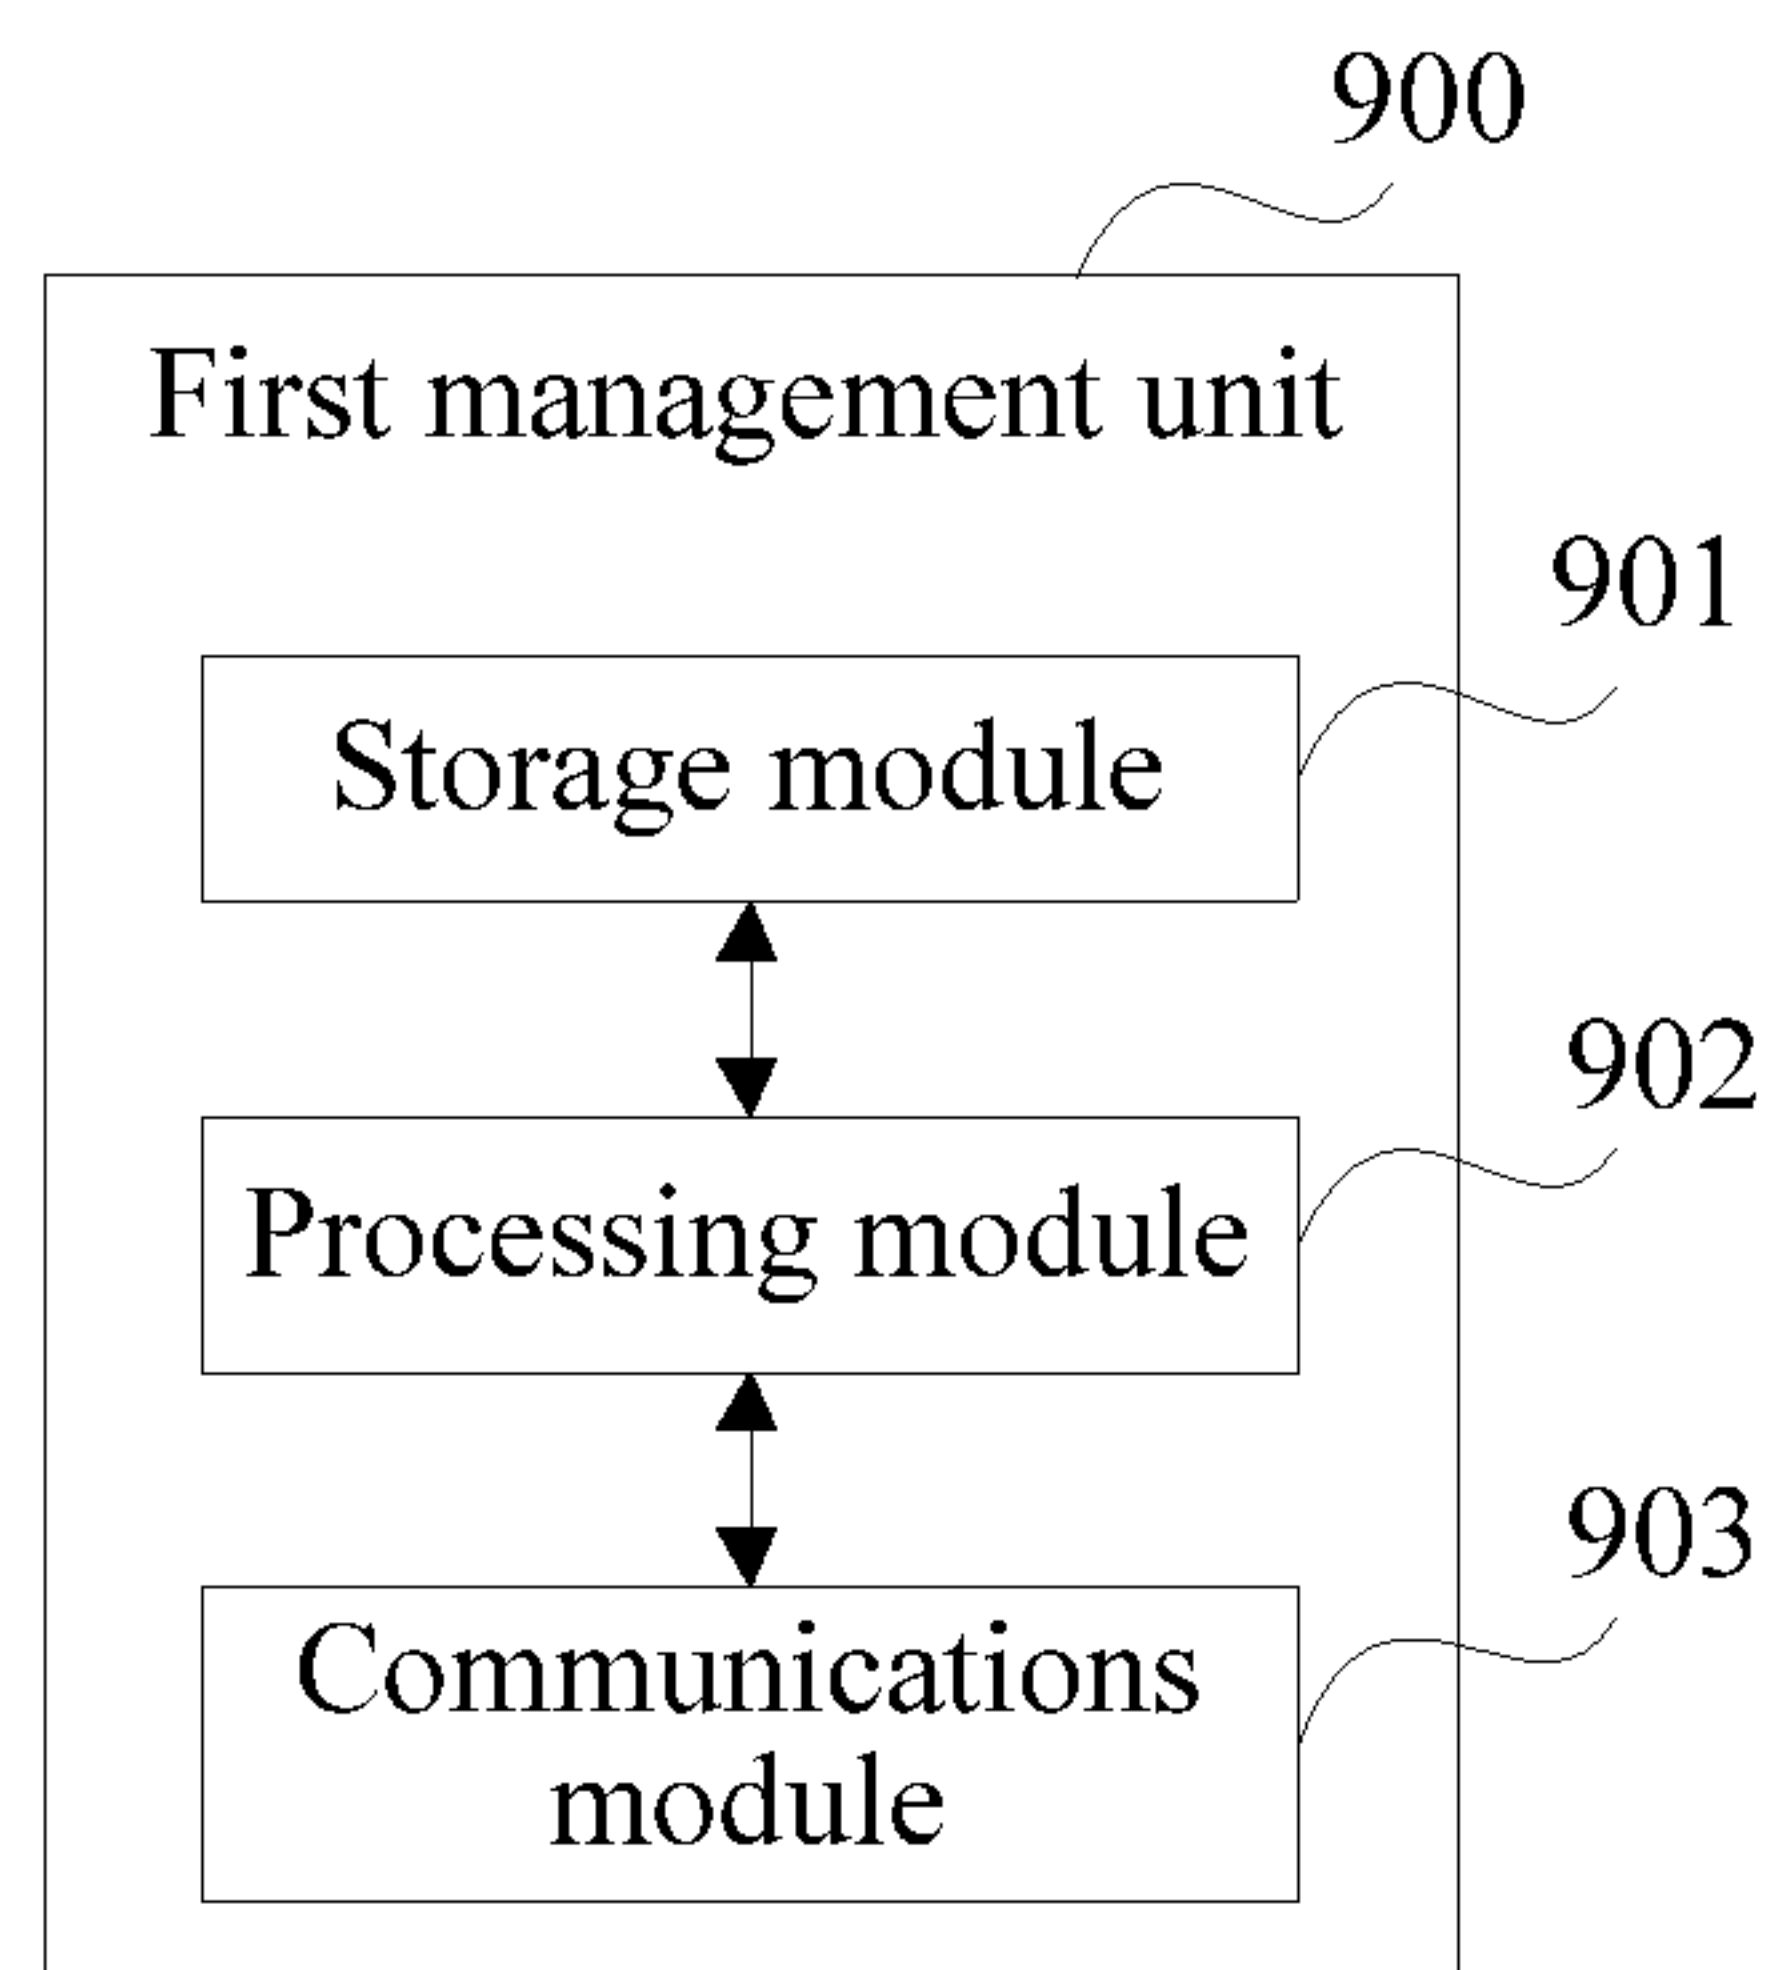 900
First management unit
901
Storage module
902
Processing module
903
Communications
module